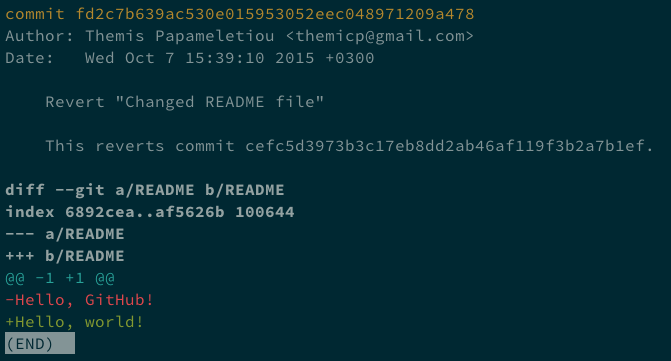 commit fd2c7b639ac530e015953052eec048971209a478
Author: Themis Papameletiou <themicp@gmail.com>
Date:   Wed Oct 7 15:39:10 2015 +0300
Revert "Changed README file"
This reverts commit cefc5d3973b3c17eb8dd2ab46af119f3b2a7b1ef.
diff --git a/README b/README
index 6892cea..af5626b 100644
--- a/README
+++ b/README
@@ -1 +1 @@
-Hello, GitHub!
+Hello, world!
(END)